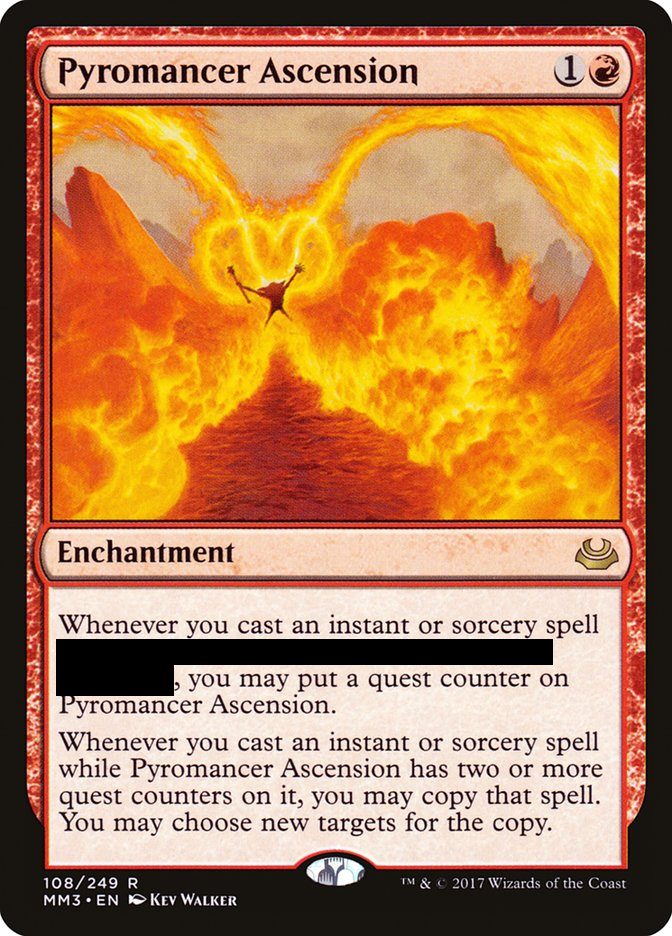 Pyromancer Ascension
1
Enchantment
Whenever you cast an instant or sorcery spell
, you may put a quest counter on
Pyromancer Ascension.
Whenever you cast an instant or sorcery spell
while Pyromancer Ascension has two or more
quest counters on it, you may copy that spell.
You may choose new targets for the copy.
108/249 R
MM3 • EN Kev Walker
™ & © 2017 Wizards of the Coast